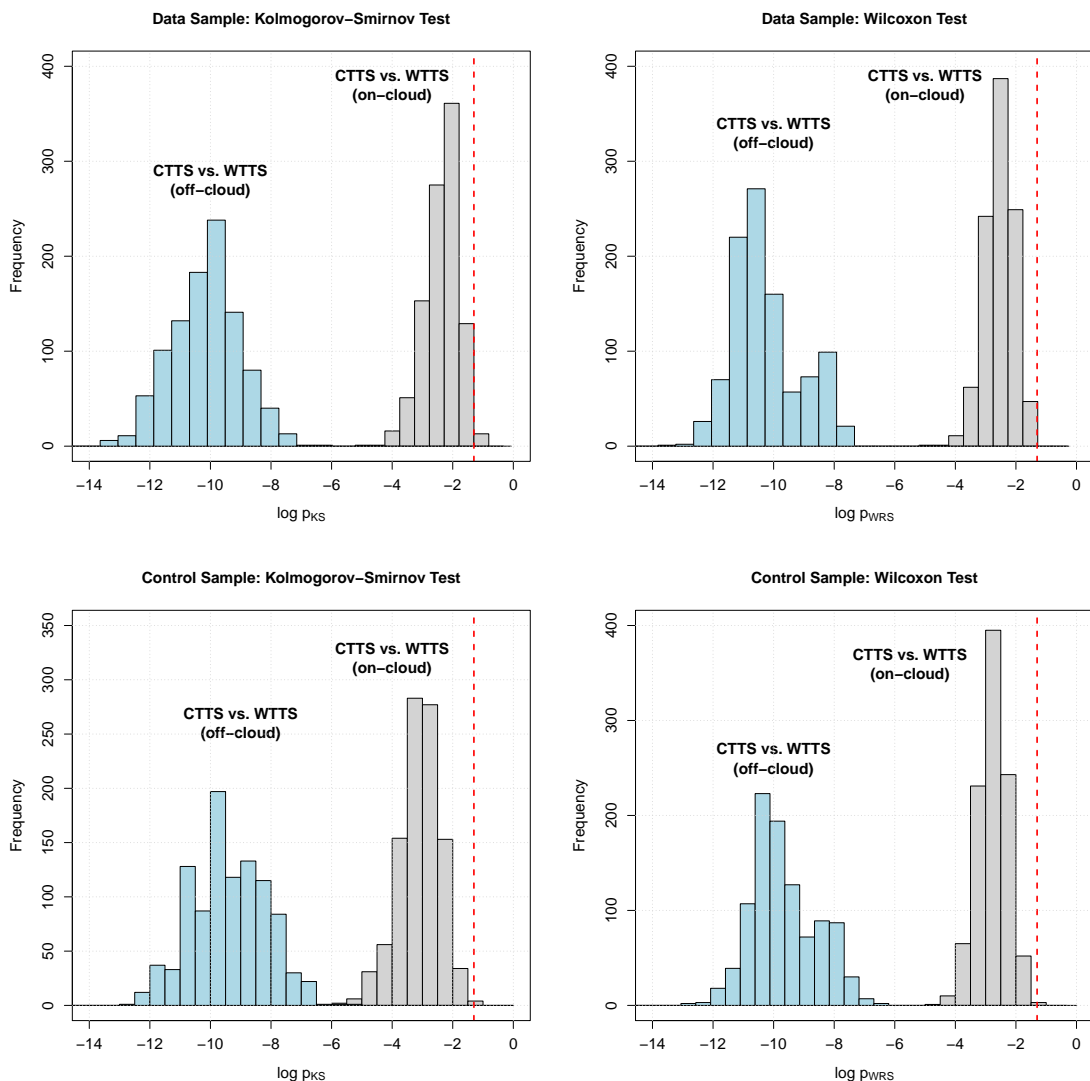 Data Sample: Kolmogorov−Smirnov Test
Frequency
400
300
200
100
0
CTTS vs. WTTS
(on−cloud)
CTTS vs. WTTS
(off−cloud)
−14 −12 −10 −8 −6 −4 −2 0
log pKS
Data Sample: Wilcoxon Test
Frequency
400
300
200
100
0
CTTS vs. WTTS
(on−cloud)
CTTS vs. WTTS
(off−cloud)
−14 −12 −10 −8 −6 −4 −2 0
log pWRS
Control Sample: Kolmogorov−Smirnov Test
Frequency
350
300
250
200
150
100
50
0
CTTS vs. WTTS
(on−cloud)
CTTS vs. WTTS
(off−cloud)
−14 −12 −10 −8 −6 −4 −2 0
log pKS
Control Sample: Wilcoxon Test
Frequency
400
300
200
100
0
CTTS vs. WTTS
(on−cloud)
CTTS vs. WTTS
(off−cloud)
−14 −12 −10 −8 −6 −4 −2 0
log pWRS